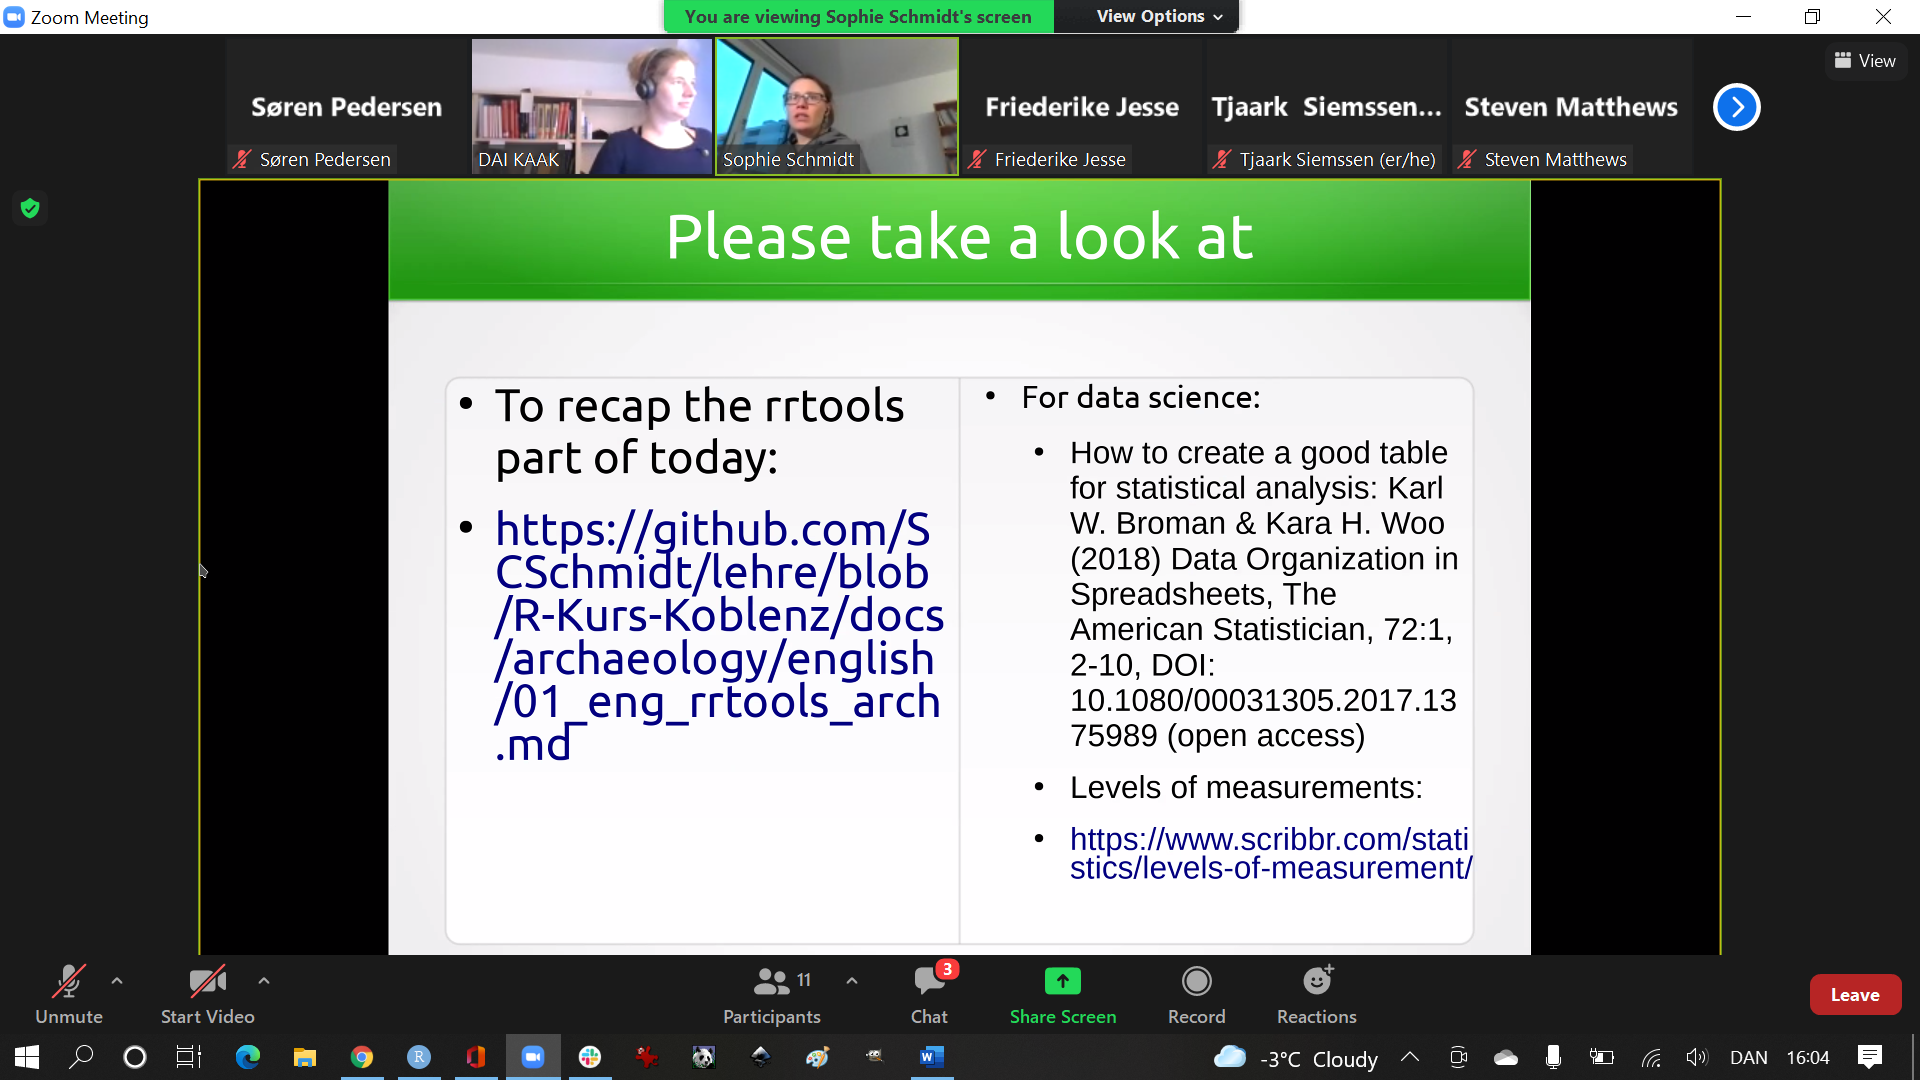 Zoom Meeting
You are viewing Sophie Schmidt's screen
View Options
View
Søren Pedersen
Friederike Jesse
Tjaark Siemssen...
Steven Matthews
Søren Pedersen
DAI KAAK
Sophie Schmidt
Friederike Jesse
Tjaark Siemssen (er/he)
Steven Matthews
Please take a look at
• To recap the rrtools
part of today:
• https://github.com/S
CSchmidt/lehre/blob
/R-Kurs-Koblenz/docs
/archaeology/english
/01_eng_rrtools_arch
.md
• For data science:
• How to create a good table
for statistical analysis: Karl
W. Broman & Kara H. Woo
(2018) Data Organization in
Spreadsheets, The
American Statistician, 72:1,
2-10, DOI:
10.1080/00031305.2017.13
75989 (open access)
• Levels of measurements:
• https://www.scribbr.com/stati
stics/levels-of-measurement/
Unmute
Start Video
11
Participants
3
Chat
Share Screen
Record
Reactions
Leave
R
W
-3°C Cloudy
DAN
16:04